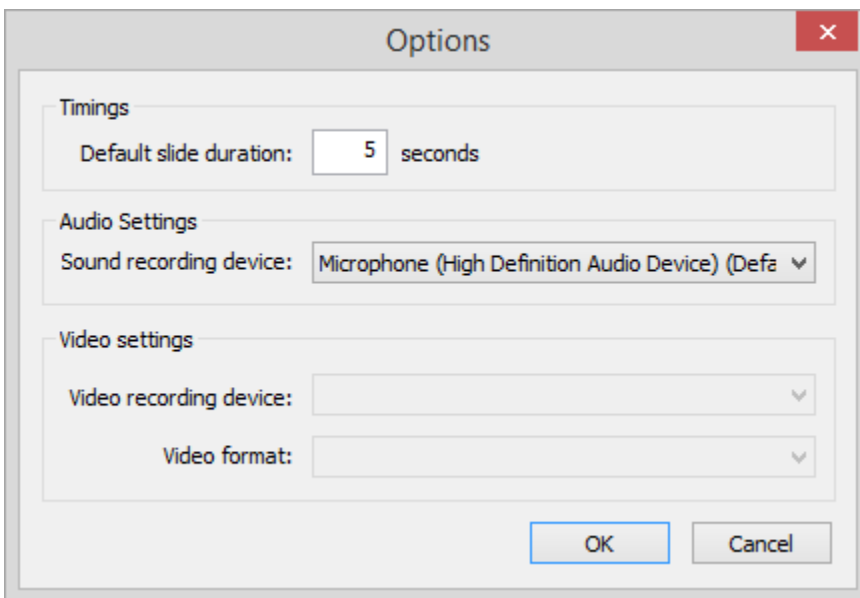 Options
Timings
Default slide duration: 5 seconds
Audio Settings
Sound recording device: Microphone (High Definition Audio Device) (Defa
Video settings
Video recording device:
Video format:
OK Cancel